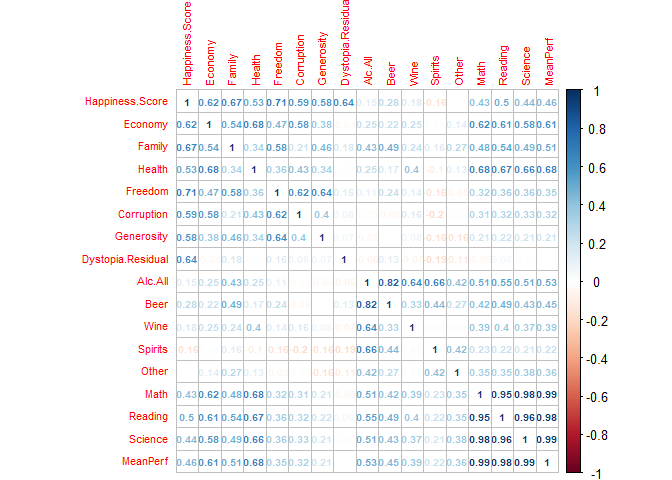 Happiness.Score Economy Family Health Freedom Corruption Generosity Dystopia.Residual Alc.All Beer Wine Spirits Other Math Reading Science MeanPerf
Happiness.Score 1 0.62 0.67 0.53 0.71 0.59 0.58 0.64 0.15 0.28 0.18 -0.16 0.43 0.5 0.44 0.46
Economy 0.62 1 0.54 0.68 0.47 0.58 0.38 0.25 0.22 0.25 0.14 0.62 0.61 0.58 0.61
Family 0.67 0.54 1 0.34 0.58 0.21 0.46 0.18 0.43 0.49 0.24 0.16 0.27 0.48 0.54 0.49 0.51
Health 0.53 0.68 0.34 1 0.36 0.43 0.34 0.25 0.17 0.4 -0.1 0.13 0.68 0.67 0.66 0.68
Freedom 0.71 0.47 0.58 0.36 1 0.62 0.64 0.16 0.11 0.24 0.14 -0.16 0.32 0.36 0.36 0.35
Corruption 0.59 0.58 0.21 0.43 0.62 1 0.4 0.08 0.16 -0.2 0.31 0.32 0.33 0.32
Generosity 0.58 0.38 0.46 0.34 0.64 0.4 1 0.07 0.08 -0.16 -0.16 0.21 0.22 0.21 0.21
Dystopia.Residual 0.64 0.18 0.16 0.08 0.07 1 0.13 -0.19 -0.11
Alc.All 0.15 0.25 0.43 0.25 0.11 1 0.82 0.64 0.66 0.42 0.51 0.55 0.51 0.53
Beer 0.28 0.22 0.49 0.17 0.24 0.13 0.82 1 0.33 0.44 0.27 0.42 0.49 0.43 0.45
Wine 0.18 0.25 0.24 0.4 0.14 0.16 0.08 0.64 0.33 1 0.39 0.4 0.37 0.39
Spirits -0.16 0.16 -0.1 -0.16 -0.2 -0.16 -0.19 0.66 0.44 1 0.42 0.23 0.22 0.21 0.22
Other 0.14 0.27 0.13 -0.16 -0.11 0.42 0.27 0.42 1 0.35 0.35 0.38 0.36
Math 0.43 0.62 0.48 0.68 0.32 0.31 0.21 0.51 0.42 0.39 0.23 0.35 1 0.95 0.98 0.99
Reading 0.5 0.61 0.54 0.67 0.36 0.32 0.22 0.55 0.49 0.4 0.22 0.35 0.95 1 0.96 0.98
Science 0.44 0.58 0.49 0.66 0.36 0.33 0.21 0.51 0.43 0.37 0.21 0.38 0.98 0.96 1 0.99
MeanPerf 0.46 0.61 0.51 0.68 0.35 0.32 0.21 0.53 0.45 0.39 0.22 0.36 0.99 0.98 0.99 1
1
0.8
0.6
0.4
0.2
0
-0.2
-0.4
-0.6
-0.8
-1